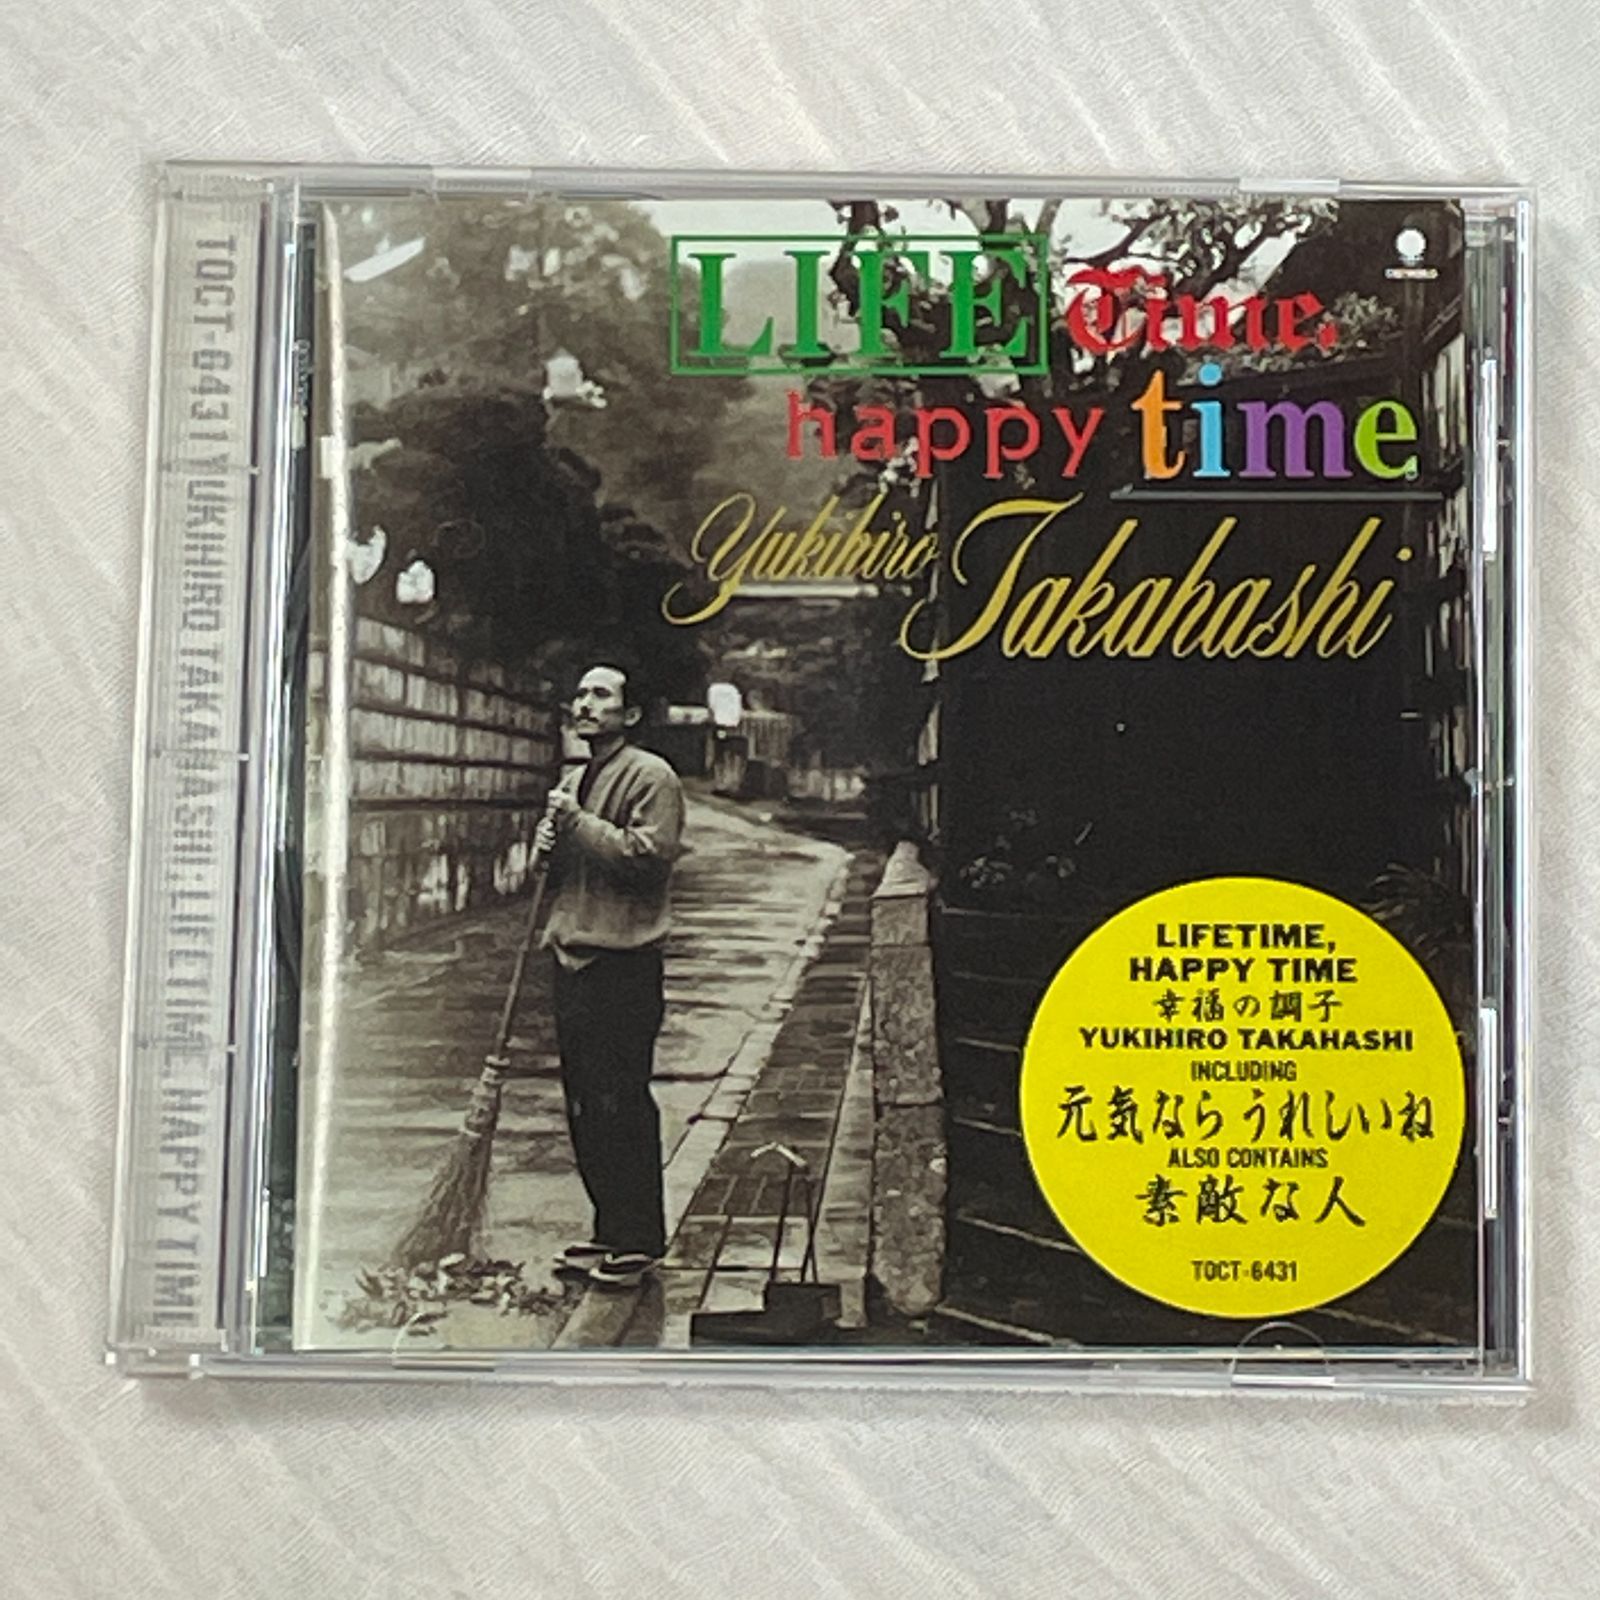 LIFE Time.
happy time
Yukihiro Takahashi
TOCT-6431 YUKIHIRO TAKAHASHI:LIFETIME, HAPPY TIME
LIFETIME,
HAPPY TIME
幸福の調子
YUKIHIRO TAKAHASHI
INCLUDING
元気なら うれしいね
ALSO CONTAINS
素敵な人
TOCT-6431